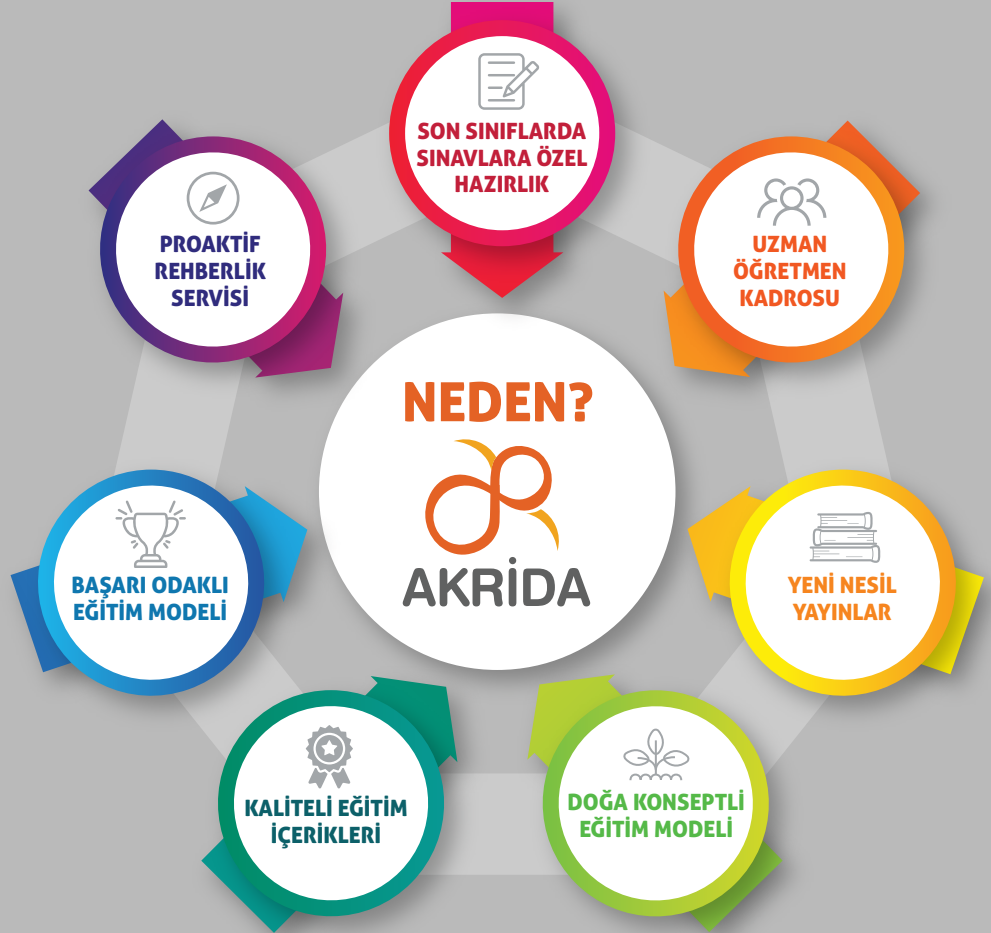 SON SINIFLARDA
SINAVLARA ÖZEL
HAZIRLIK
UZMAN
ÖĞRETMEN
KADROSU
YENİ NESİL
YAYINLAR
DOĞA KONSEPTLİ
EĞİTİM MODELİ
KALİTELİ EĞİTİM
İÇERİKLERİ
BAŞARI ODAKLI
EĞİTİM MODELİ
PROAKTİF
REHBERLİK
SERVİSİ
NEDEN?
AKRİDA